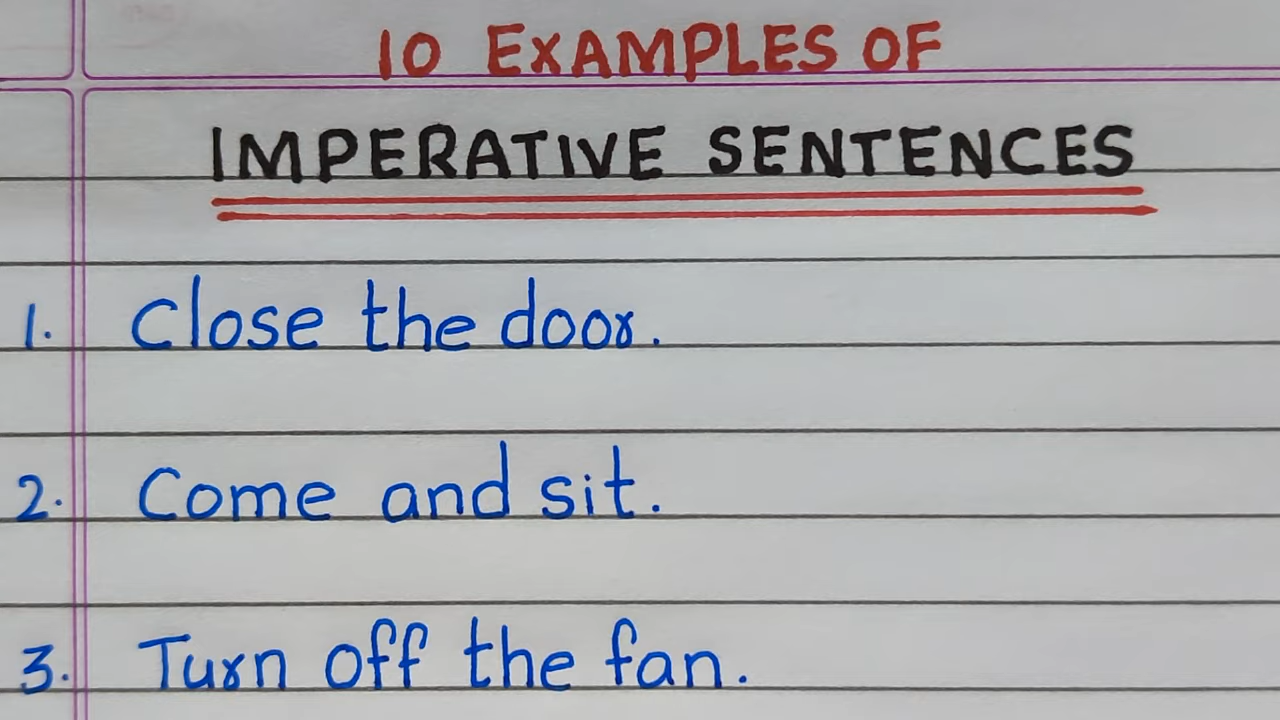 10 EXAMPLES OF
IMPERATIVE SENTENCES
1. Close the door.
2. Come and sit.
3. Turn off the fan.